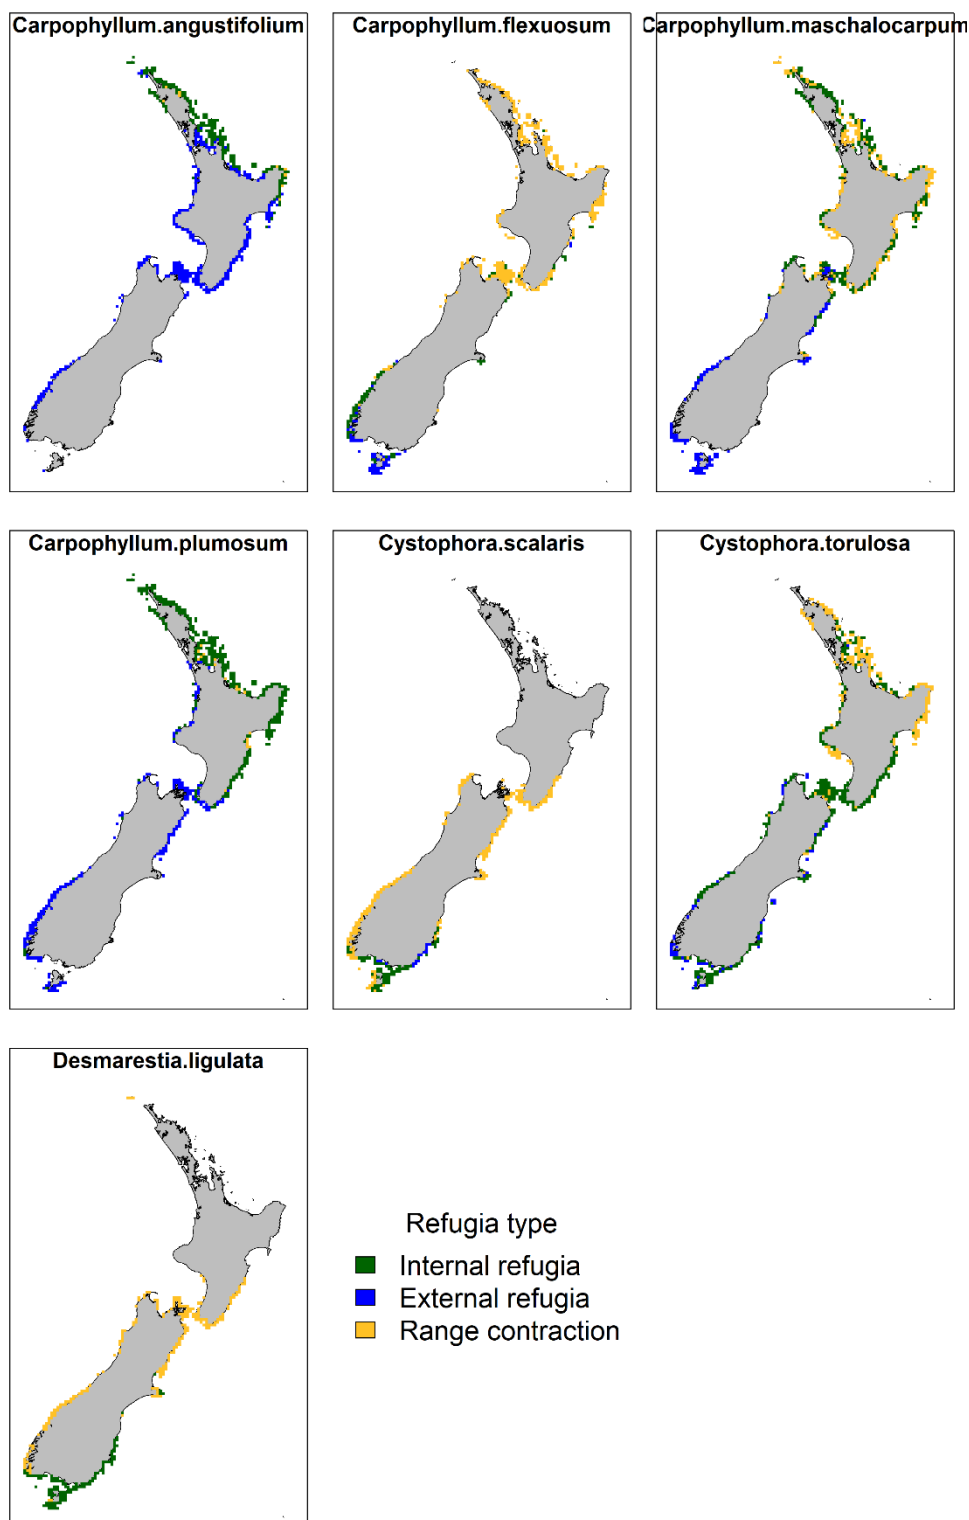 Carpophyllum.angustifolium
Carpophyllum.flexuosum
Carpophyllum.maschalocarpum
Carpophyllum.plumosum
Cystophora.scalaris
Cystophora.torulosa
Desmarestia.ligulata
Refugia type
Internal refugia
External refugia
Range contraction